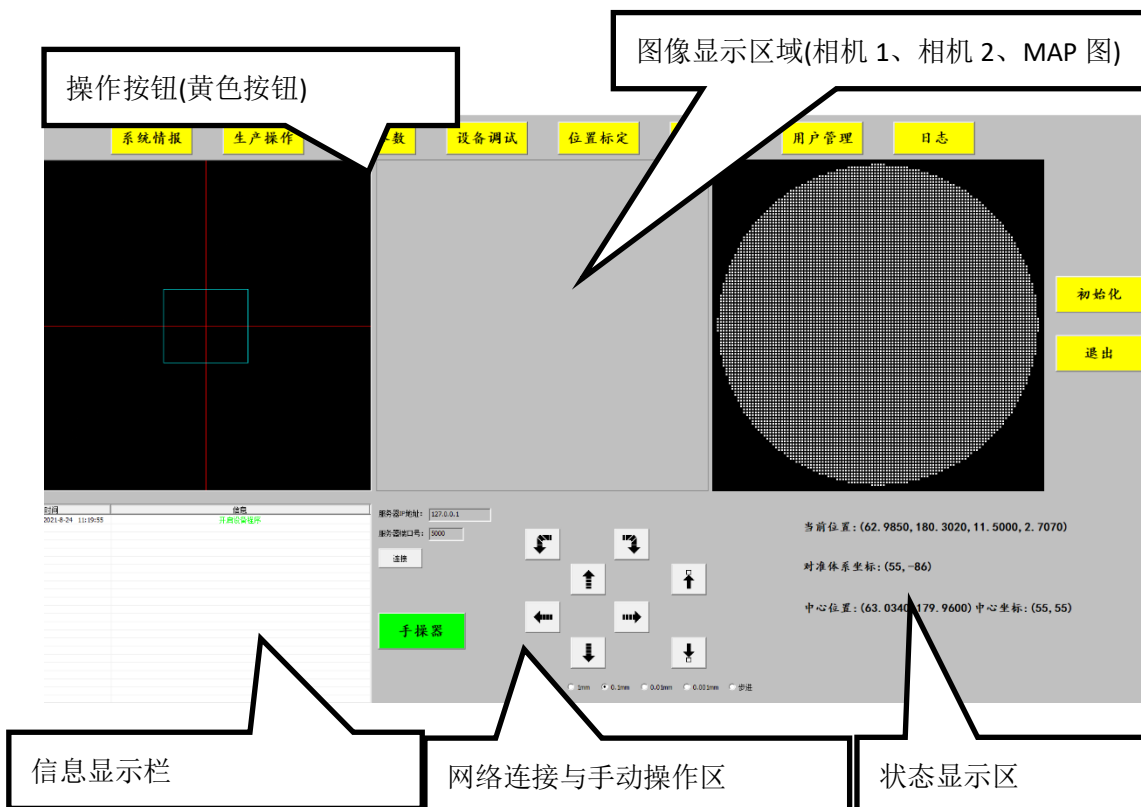 图像显示区域(相机 1、相机 2、MAP 图)
操作按钮(黄色按钮)
系统情报 生产操作 数 设备调试 位置标定 用户管理 日志
初始化
退出
时间 信息
2021-8-24 11:19:55 开启设备程序
服务器IP地址: 127.0.0.1
服务器端口号: 5000
连接
手操器
1mm 0.1mm 0.01mm 0.001mm 步进
当前位置:(62.9850,180.3020,11.5000,2.7070)
对准体系坐标:(55,-86)
中心位置:(63.0340,179.9600)中心坐标:(55,55)
信息显示栏
网络连接与手动操作区
状态显示区